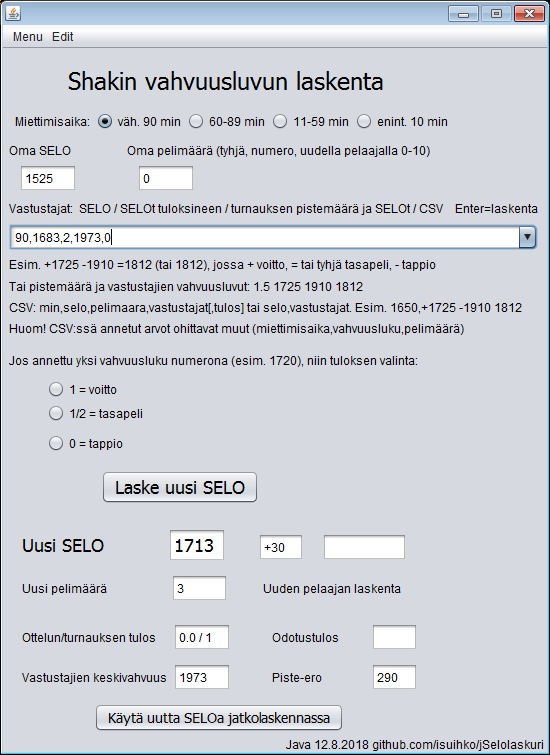 Menu Edit
Shakin vahvuusluvun laskenta
Miettimisaika: väh. 90 min 60-89 min 11-59 min enint. 10 min
Oma SELO Oma pelimäärä (tyhjä, numero, uudella pelaajalla 0-10)
1525 0
Vastustajat: SELO / SELOt tuloksineen / turnauksen pistemäärä ja SELOt / CSV Enter=laskenta
90,1683,2,1973,0
Esim. +1725 -1910 =1812 (tai 1812), jossa + voitto, = tai tyhjä tasapeli, - tappio
Tai pistemäärä ja vastustajien vahvuusluvut: 1.5 1725 1910 1812
CSV: min,selo,pelimaara,vastustajat[,tulos] tai selo,vastustajat. Esim. 1650,+1725 -1910 1812
Huom! CSV:ssä annetut arvot ohittavat muut (miettimisaika,vahvuusluku,pelimäärä)
Jos annettu yksi vahvuusluku numerona (esim. 1720), niin tuloksen valinta:
1 = voitto
1/2 = tasapeli
0 = tappio
Laske uusi SELO
Uusi SELO 1713 +30
Uusi pelimäärä 3 Uuden pelaajan laskenta
Ottelun/turnauksen tulos 0.0 / 1 Odotustulos
Vastustajien keskivahvuus 1973 Piste-ero 290
Käytä uutta SELOa jatkolaskennassa
Java 12.8.2018 github.com/isuihko/jSelolaskuri